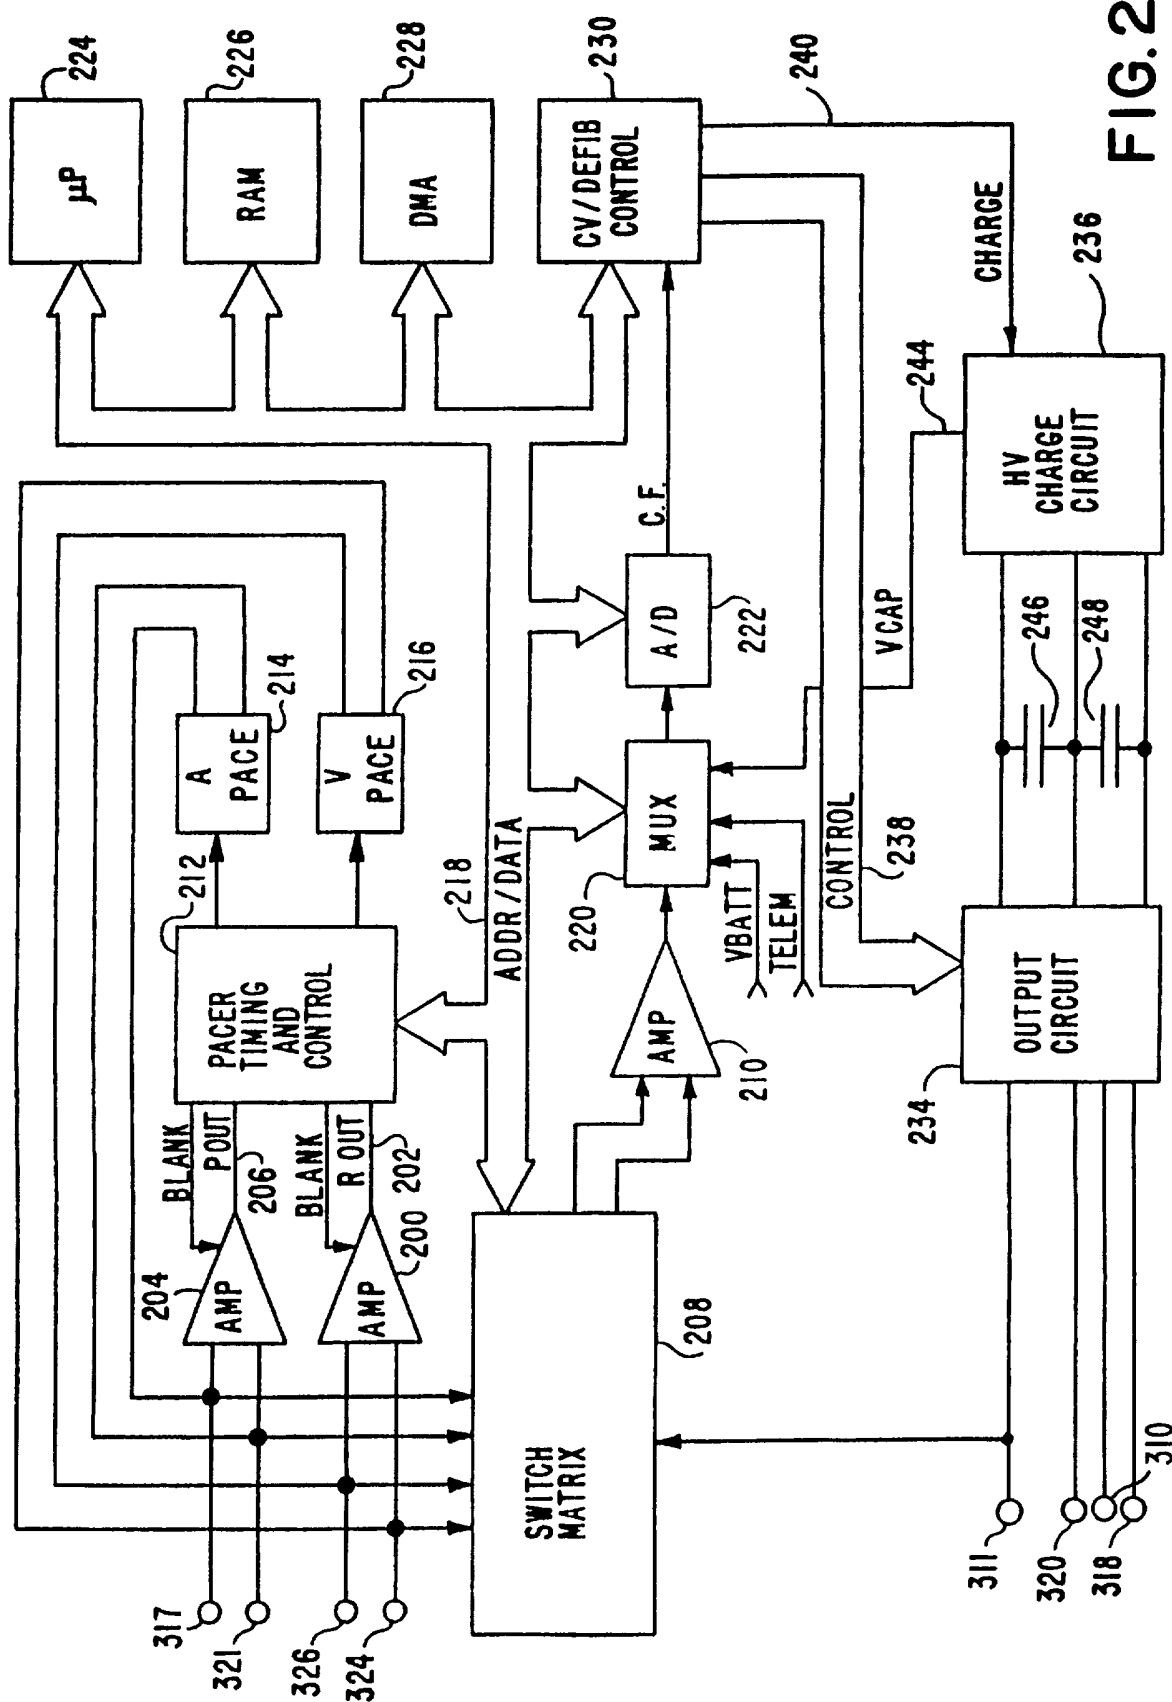 317
321
326
324
204
AMP
AMP
200
BLANK
P OUT
206
BLANK
R OUT
202
PACER
TIMING
AND
CONTROL
212
A
PACE
214
V
PACE
216
218
ADDR/DATA
μP
224
RAM
226
DMA
228
CV/DEFIB
CONTROL
230
240
SWITCH
MATRIX
208
AMP
210
220
MUX
A/D
222
C.F.
VBATT
TELEM
CONTROL
238
VCAP
244
CHARGE
236
311
320
318
310
234
OUTPUT
CIRCUIT
246
248
HV
CHARGE
CIRCUIT
FIG. 2